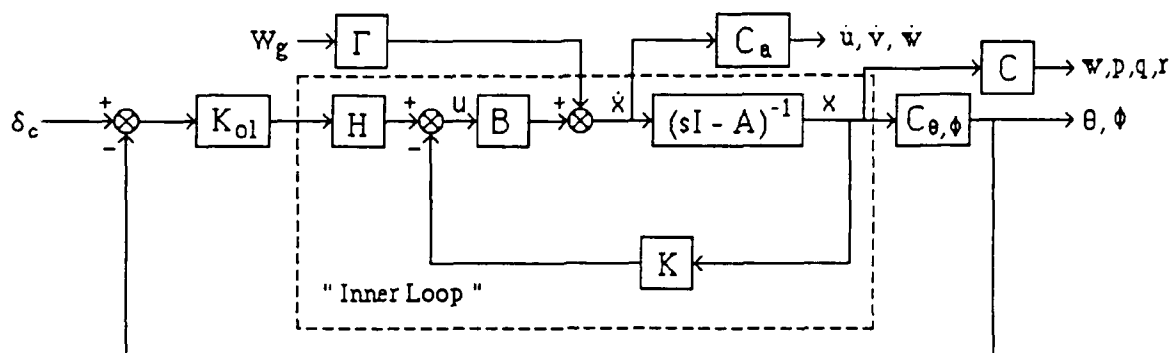 W_g
Γ
C_a
u̇, v̇, ẇ
C
w,p,q,r
δ_c
+
-
K_ol
H
+
-
u
B
+
+
ẋ
(sI - A)^-1
x
C_θ,ϕ
θ, ϕ
K
" Inner Loop "